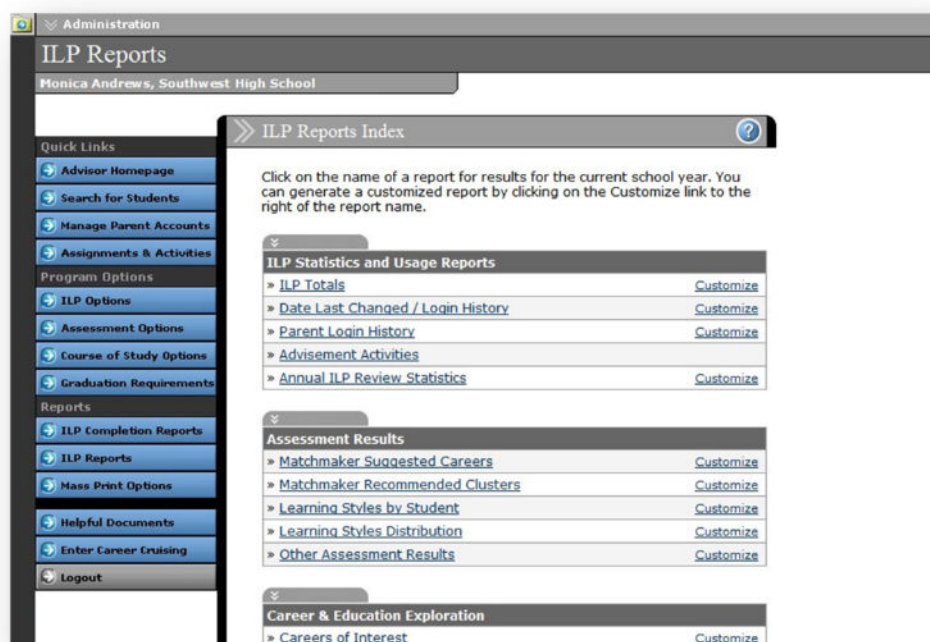 Administration
ILP Reports
Monica Andrews, Southwest High School
Quick Links
Advisor Homepage
Search for Students
Manage Parent Accounts
Assignments & Activities
Program Options
ILP Options
Assessment Options
Course of Study Options
Graduation Requirements
Reports
ILP Completion Reports
ILP Reports
Mass Print Options
Helpful Documents
Enter Career Cruising
Logout
ILP Reports Index
?
Click on the name of a report for results for the current school year. You
can generate a customized report by clicking on the Customize link to the
right of the report name.
ILP Statistics and Usage Reports
» ILP Totals Customize
» Date Last Changed / Login History Customize
» Parent Login History Customize
» Advisement Activities
» Annual ILP Review Statistics Customize
Assessment Results
» Matchmaker Suggested Careers Customize
» Matchmaker Recommended Clusters Customize
» Learning Styles by Student Customize
» Learning Styles Distribution Customize
» Other Assessment Results Customize
Career & Education Exploration
» Careers of Interest Customize